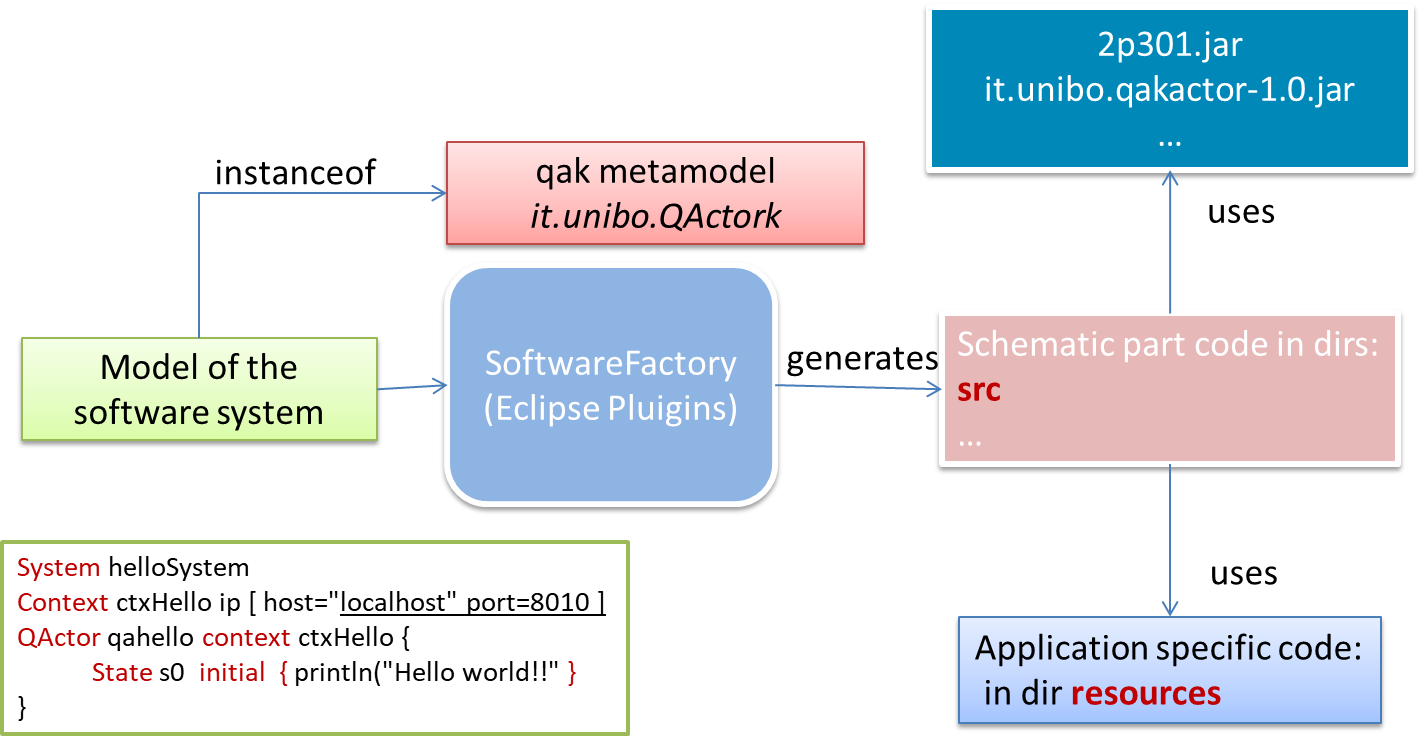 2p301.jar
it.unibo.qakactor-1.0.jar
...
instanceof
qak metamodel
it.unibo.QActork
uses
Model of the
software system
SoftwareFactory
(Eclipse Pluigins)
generates
Schematic part code in dirs:
src
...
uses
System helloSystem
Context ctxHello ip [ host="localhost" port=8010 ]
QActor qahello context ctxHello {
State s0 initial { println("Hello world!!" }
}
Application specific code:
in dir resources